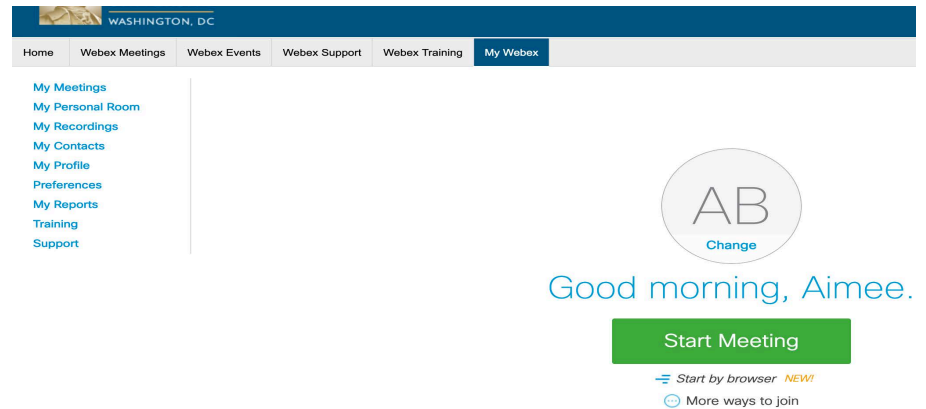 WASHINGTON, DC
Home Webex Meetings Webex Events Webex Support Webex Training My Webex
My Meetings
My Personal Room
My Recordings
My Contacts
My Profile
Preferences
My Reports
Training
Support
AB
Change
Good morning, Aimee.
Start Meeting
Start by browser NEW!
More ways to join